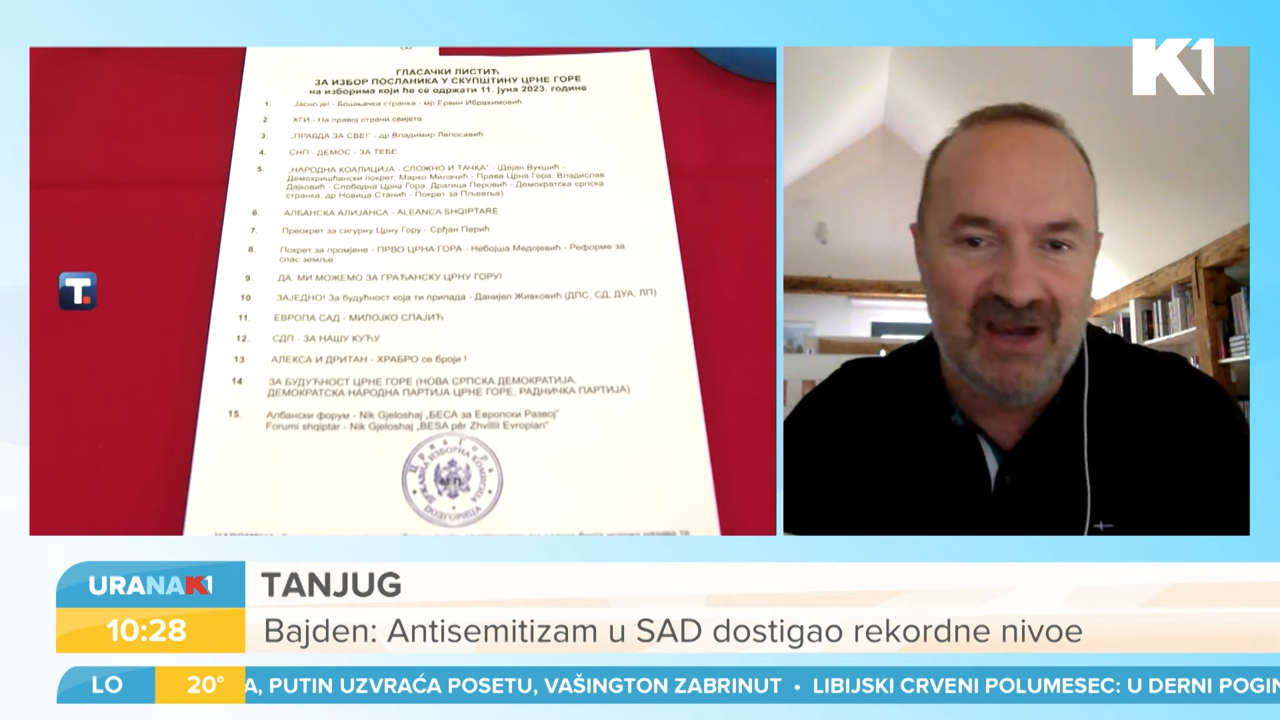 K1
ГЛАСАЧКИ ЛИСТИЋ
ЗА ИЗБОР ПОСЛАНИКА У СКУПШТИНУ ЦРНЕ ГОРЕ
на изборима који ће се одржати 11. јуна 2023. године
1 Јасно је! - Бошњачка странка - мр Ервин Ибрахимовић
2 ХГИ - На правој страни свијета
3. „ПРАВДА ЗА СВЕ" - др Владимир Лепосавић
4. СНП - ДЕМОС - ЗА ТЕБЕ
5. „НАРОДНА КОАЛИЦИЈА - СЛОЖНО И ТАЧКА" - (Дејан Вукшић -
Демохришћански покрет; Марко Милачић - Права Црна Гора; Владислав
Дајковић - Слободна Црна Гора; Драгица Перовић - Демократска српска
странка; др Новица Станић - Покрет за Пљевља)
6. АЛБАНСКА АЛИЈАНСА - ALEANCA SHQIPTARE
7. Преокрет за сигурну Црну Гору - Срђан Перић
8. Покрет за промјене - ПРВО ЦРНА ГОРА - Небојша Медојевић - Реформе за
спас земље
9. ДА. МИ МОЖЕМО ЗА ГРАЂАНСКУ ЦРНУ ГОРУ!
10. ЗАЈЕДНО! За будућност која ти припада - Данијел Живковић (ДПС, СД, ДУА, ЛП)
11. ЕВРОПА САД - МИЛОЈКО СПАЈИЋ
12. СДП - ЗА НАШУ КУЋУ
13 АЛЕКСА И ДРИТАН - ХРАБРО се броји !
14 ЗА БУДУЋНОСТ ЦРНЕ ГОРЕ (НОВА СРПСКА ДЕМОКРАТИЈА,
ДЕМОКРАТСКА НАРОДНА ПАРТИЈА ЦРНЕ ГОРЕ, РАДНИЧКА ПАРТИЈА)
15. Албански форум - Nik Gjeloshaj „БЕСА за Европски Развој"
Forumi shqiptar - Nik Gjeloshaj „BESA për Zhvillil Evropian"
Црна Гора
ДРЖАВНА ИЗБОРНА КОМИСИЈА
М.П.
ПОДГОРИЦА
T.
URANAK1
TANJUG
10:28
Bajden: Antisemitizam u SAD dostigao rekordne nivoe
LO 20° A, PUTIN UZVRAĆA POSETU, VAŠINGTON ZABRINUT • LIBIJSKI CRVENI POLUMESEC: U DERNI POGIN